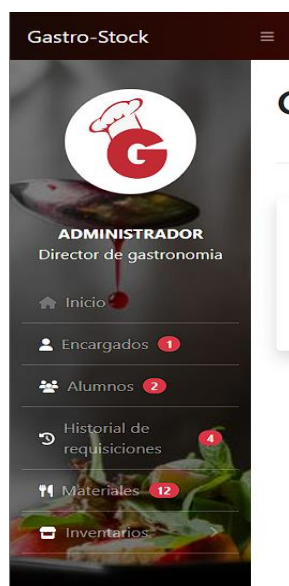 Gastro-Stock
G
ADMINISTRADOR
Director de gastronomia
Inicio
Encargados 1
Alumnos 2
Historial de
requisiciones 4
Materiales 12
Inventarios